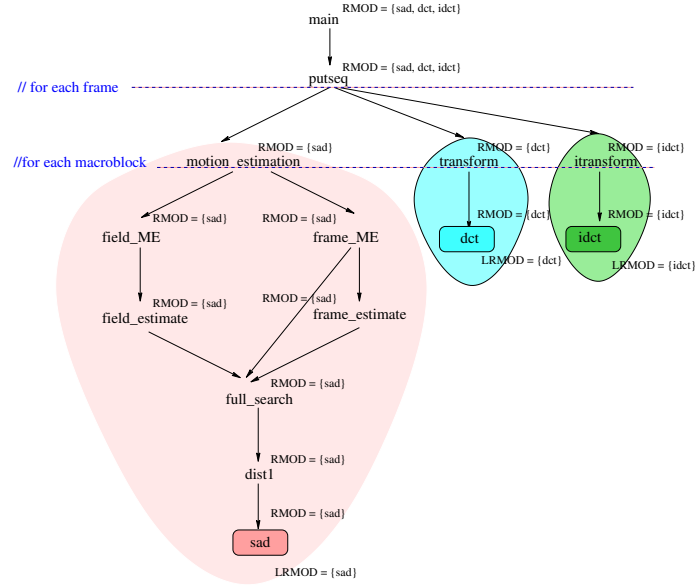 RMOD = {sad, dct, idct}
main
RMOD = {sad, dct, idct}
putseq
// for each frame
RMOD = {sad}
RMOD = {dct}
RMOD = {idct}
//for each macroblock
motion_estimation
transform
itransform
RMOD = {sad}
RMOD = {sad}
RMOD = {dct}
RMOD = {idct}
field_ME
frame_ME
dct
idct
LRMOD = {dct}
LRMOD = {idct}
RMOD = {sad}
RMOD = {sad}
field_estimate
frame_estimate
RMOD = {sad}
full_search
RMOD = {sad}
dist1
RMOD = {sad}
sad
LRMOD = {sad}